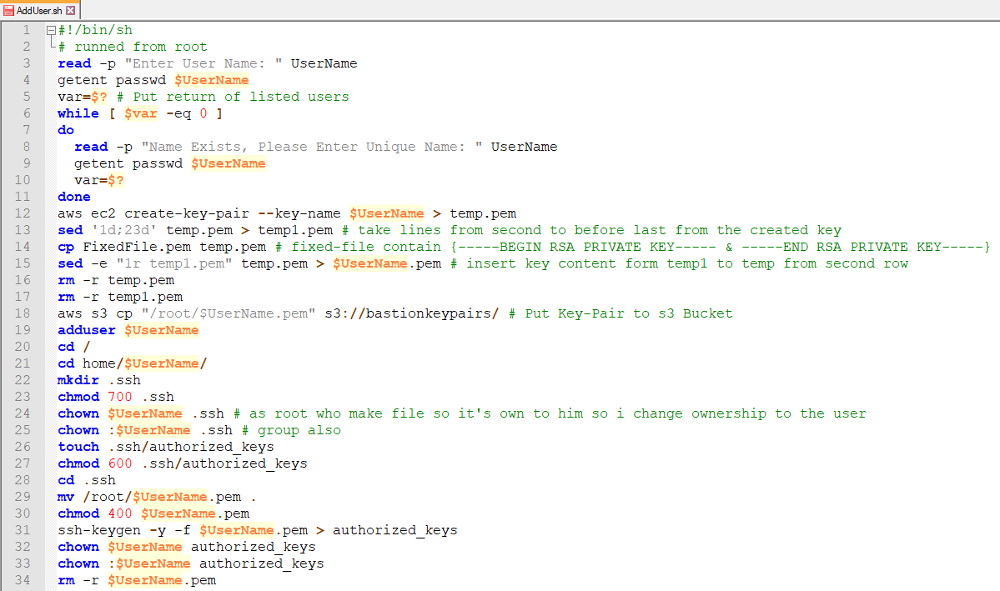 AddUser.sh
1 #!/bin/sh
2 # runned from root
3 read -p "Enter User Name: " UserName
4 getent passwd $UserName
5 var=$? # Put return of listed users
6 while [ $var -eq 0 ]
7 do
8   read -p "Name Exists, Please Enter Unique Name: " UserName
9   getent passwd $UserName
10   var=$?
11 done
12 aws ec2 create-key-pair --key-name $UserName > temp.pem
13 sed '1d;23d' temp.pem > temp1.pem # take lines from second to before last from the created key
14 cp FixedFile.pem temp.pem # fixed-file contain {-----BEGIN RSA PRIVATE KEY----- & -----END RSA PRIVATE KEY-----}
15 sed -e "1r temp1.pem" temp.pem > $UserName.pem # insert key content form temp1 to temp from second row
16 rm -r temp.pem
17 rm -r temp1.pem
18 aws s3 cp "/root/$UserName.pem" s3://bastionkeypairs/ # Put Key-Pair to s3 Bucket
19 adduser $UserName
20 cd /
21 cd home/$UserName/
22 mkdir .ssh
23 chmod 700 .ssh
24 chown $UserName .ssh # as root who make file so it's own to him so i change ownership to the user
25 chown :$UserName .ssh # group also
26 touch .ssh/authorized_keys
27 chmod 600 .ssh/authorized_keys
28 cd .ssh
29 mv /root/$UserName.pem .
30 chmod 400 $UserName.pem
31 ssh-keygen -y -f $UserName.pem > authorized_keys
32 chown $UserName authorized_keys
33 chown :$UserName authorized_keys
34 rm -r $UserName.pem